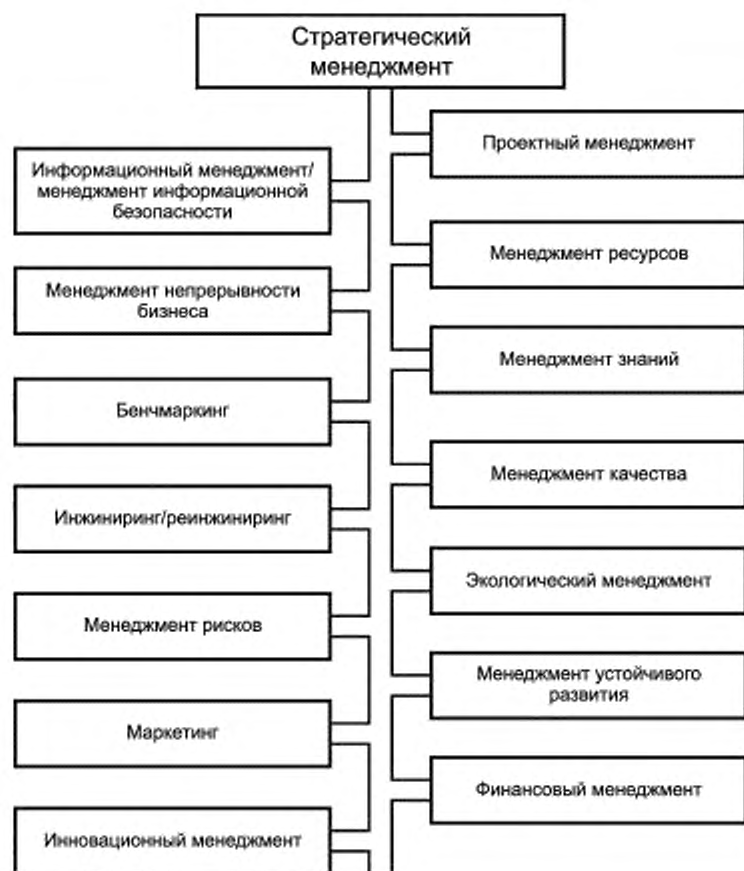 Стратегический
менеджмент
Информационный менеджмент/
менеджмент информационной
безопасности
Менеджмент непрерывности
бизнеса
Бенчмаркинг
Инжиниринг/реинжиниринг
Менеджмент рисков
Маркетинг
Инновационный менеджмент
Проектный менеджмент
Менеджмент ресурсов
Менеджмент знаний
Менеджмент качества
Экологический менеджмент
Менеджмент устойчивого
развития
Финансовый менеджмент